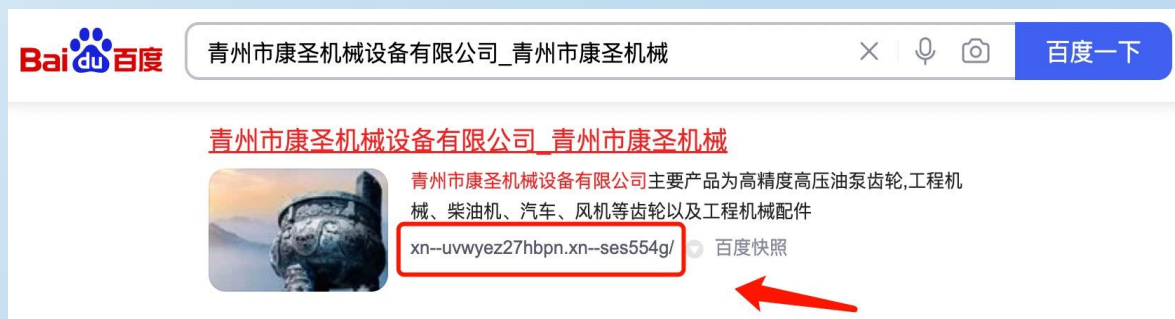 Bai du 百度
青州市康圣机械设备有限公司_青州市康圣机械
百度一下
青州市康圣机械设备有限公司_青州市康圣机械
青州市康圣机械设备有限公司主要产品为高精度高压油泵齿轮,工程机
械、柴油机、汽车、风机等齿轮以及工程机械配件
xn--uvwyez27hbpn.xn--ses554g/
百度快照